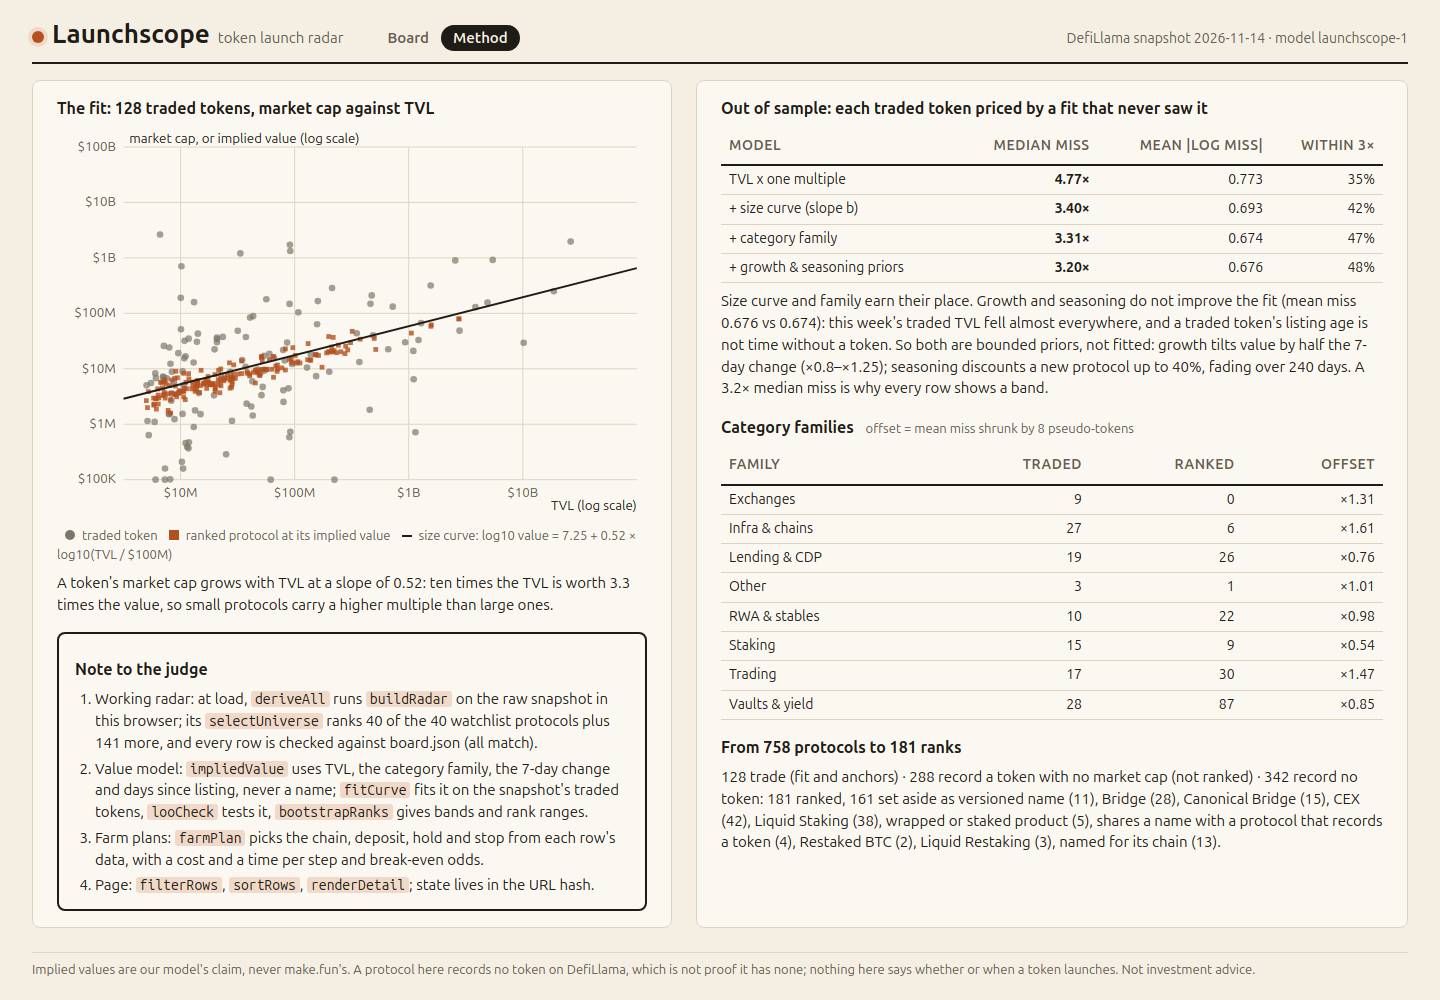 Launchscope token launch radar Board Method DefiLlama snapshot 2026-11-14 · model launchscope-1
The fit: 128 traded tokens, market cap against TVL
market cap, or implied value (log scale)
$100B
$10B
$1B
$100M
$10M
$1M
$100K
$10M $100M $1B $10B
TVL (log scale)
traded token ranked protocol at its implied value size curve: log10 value = 7.25 + 0.52 ×
log10(TVL / $100M)
A token's market cap grows with TVL at a slope of 0.52: ten times the TVL is worth 3.3
times the value, so small protocols carry a higher multiple than large ones.
Note to the judge
1. Working radar: at load, deriveAll runs buildRadar on the raw snapshot in
this browser; its selectUniverse ranks 40 of the 40 watchlist protocols plus
141 more, and every row is checked against board.json (all match).
2. Value model: impliedValue uses TVL, the category family, the 7-day change
and days since listing, never a name; fitCurve fits it on the snapshot's traded
tokens, looCheck tests it, bootstrapRanks gives bands and rank ranges.
3. Farm plans: farmPlan picks the chain, deposit, hold and stop from each row's
data, with a cost and a time per step and break-even odds.
4. Page: filterRows, sortRows, renderDetail; state lives in the URL hash.
Out of sample: each traded token priced by a fit that never saw it
MODEL MEDIAN MISS MEAN |LOG MISS| WITHIN 3×
TVL x one multiple 4.77× 0.773 35%
+ size curve (slope b) 3.40× 0.693 42%
+ category family 3.31× 0.674 47%
+ growth & seasoning priors 3.20× 0.676 48%
Size curve and family earn their place. Growth and seasoning do not improve the fit (mean miss
0.676 vs 0.674): this week's traded TVL fell almost everywhere, and a traded token's listing age is
not time without a token. So both are bounded priors, not fitted: growth tilts value by half the 7-
day change (×0.8–×1.25); seasoning discounts a new protocol up to 40%, fading over 240 days. A
3.2× median miss is why every row shows a band.
Category families offset = mean miss shrunk by 8 pseudo-tokens
FAMILY TRADED RANKED OFFSET
Exchanges 9 0 ×1.31
Infra & chains 27 6 ×1.61
Lending & CDP 19 26 ×0.76
Other 3 1 ×1.01
RWA & stables 10 22 ×0.98
Staking 15 9 ×0.54
Trading 17 30 ×1.47
Vaults & yield 28 87 ×0.85
From 758 protocols to 181 ranks
128 trade (fit and anchors) · 288 record a token with no market cap (not ranked) · 342 record no
token: 181 ranked, 161 set aside as versioned name (11), Bridge (28), Canonical Bridge (15), CEX
(42), Liquid Staking (38), wrapped or staked product (5), shares a name with a protocol that records
a token (4), Restaked BTC (2), Liquid Restaking (3), named for its chain (13).
Implied values are our model's claim, never make.fun's. A protocol here records no token on DefiLlama, which is not proof it has none; nothing here says whether or when a token launches. Not investment advice.